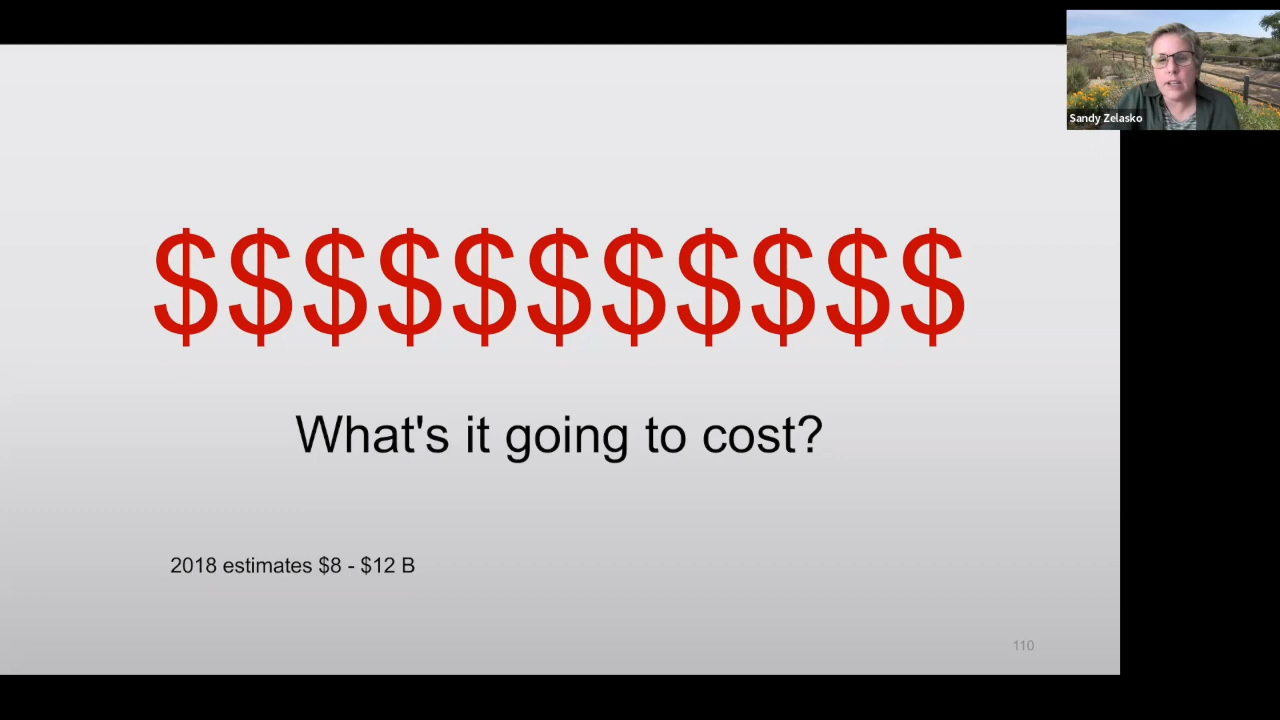 Sandy Zelasko
$$$$$$$$$$$
What's it going to cost?
2018 estimates $8 - $12 B
110